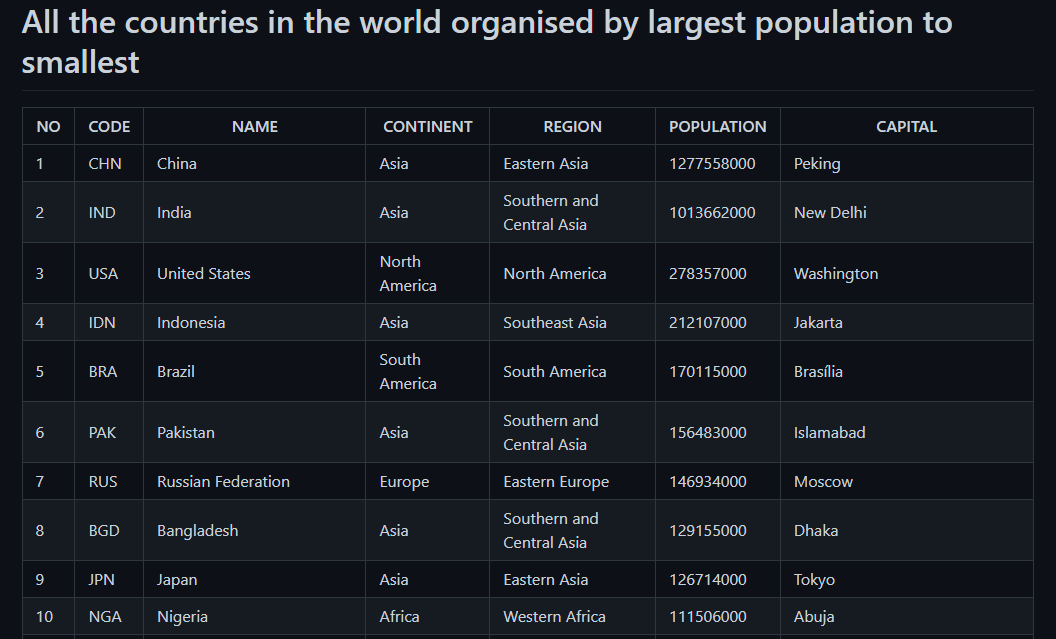 All the countries in the world organised by largest population to
smallest
NO CODE NAME CONTINENT REGION POPULATION CAPITAL
1 CHN China Asia Eastern Asia 1277558000 Peking
2 IND India Asia Southern and
Central Asia 1013662000 New Delhi
3 USA United States North
America North America 278357000 Washington
4 IDN Indonesia Asia Southeast Asia 212107000 Jakarta
5 BRA Brazil South
America South America 170115000 Brasília
6 PAK Pakistan Asia Southern and
Central Asia 156483000 Islamabad
7 RUS Russian Federation Europe Eastern Europe 146934000 Moscow
8 BGD Bangladesh Asia Southern and
Central Asia 129155000 Dhaka
9 JPN Japan Asia Eastern Asia 126714000 Tokyo
10 NGA Nigeria Africa Western Africa 111506000 Abuja